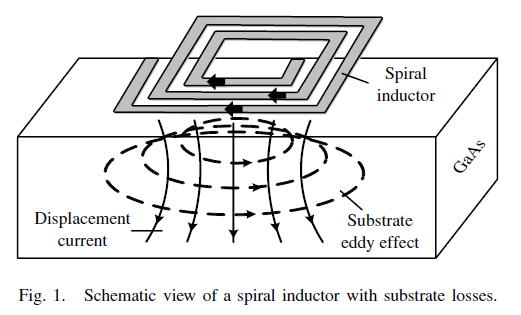 Spiral
inductor
GaAs
Displacement
current
Substrate
eddy effect
Fig. 1. Schematic view of a spiral inductor with substrate losses.